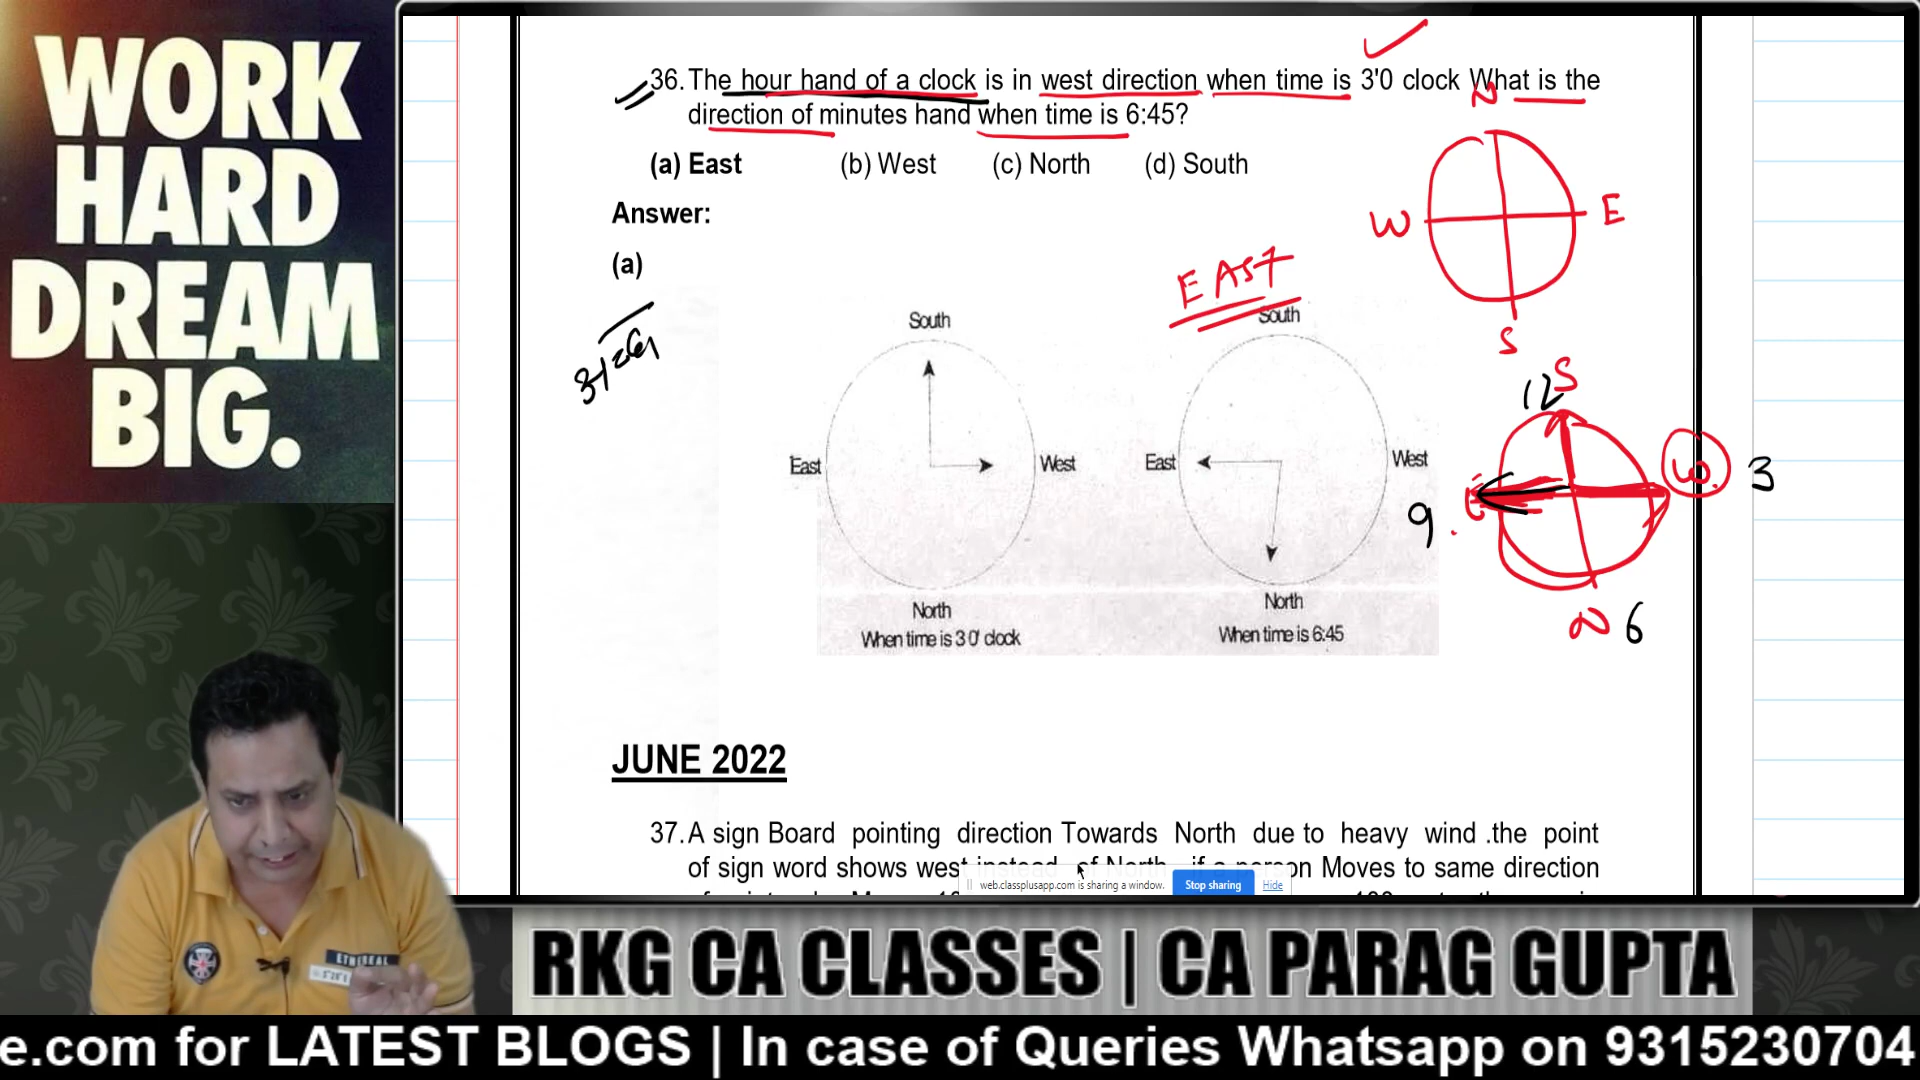 WORK
HARD
DREAM
BIG.
36. The hour hand of a clock is in west direction when time is 3'0 clock What is the
direction of minutes hand when time is 6:45?
(a) East (b) West (c) North (d) South
Answer:
(a)
N
W
E
S
EAST
South
East
West
North
When time is 3 0' clock
South
East
West
North
When time is 6:45
12 S
W. 3
9
N 6
JUNE 2022
37. A sign Board pointing direction Towards North due to heavy wind .the point
of sign word shows west instead of North if a person Moves to same direction
web.classplusapp.com is sharing a window. Stop sharing Hide
RKG CA CLASSES | CA PARAG GUPTA
e.com for LATEST BLOGS | In case of Queries Whatsapp on 9315230704